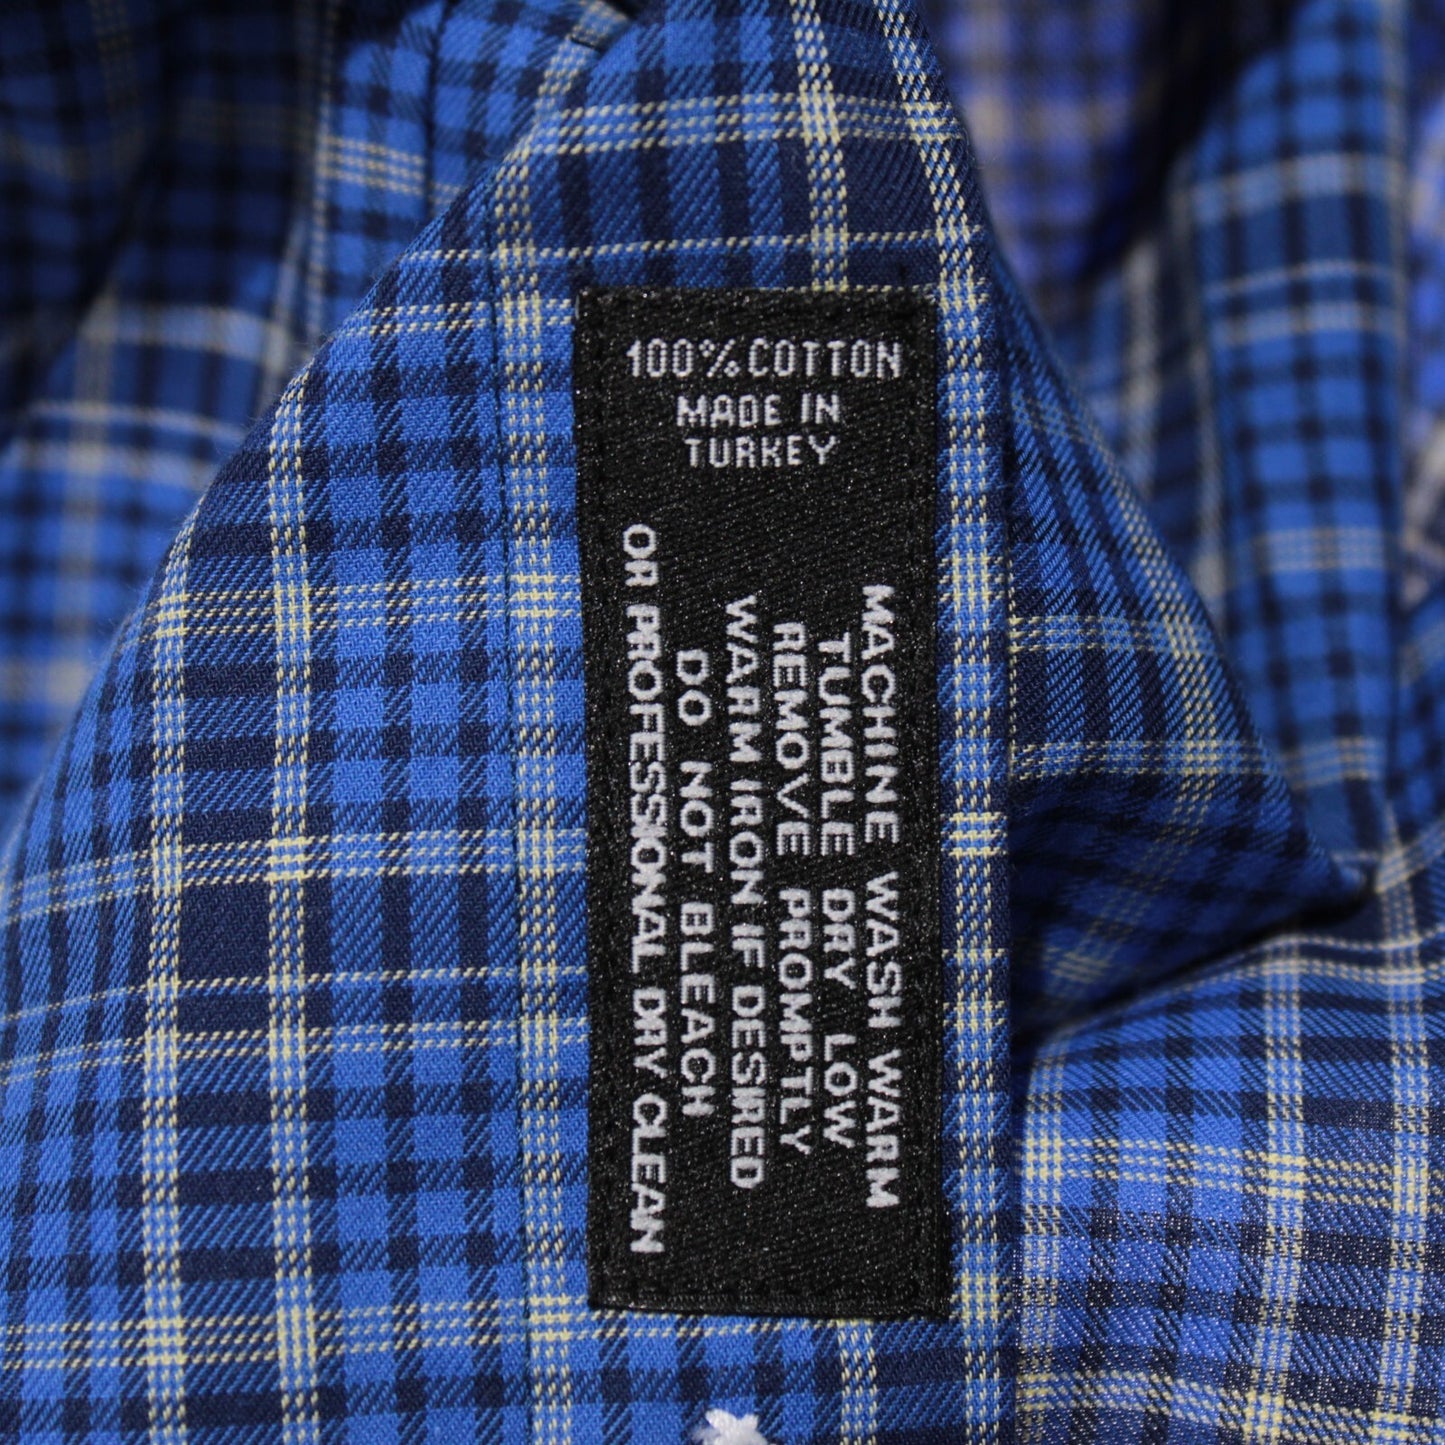 100% COTTON
MADE IN
TURKEY
MACHINE WASH WARM
TUMBLE DRY LOW
REMOVE PROMPTLY
WARM IRON IF DESIRED
DO NOT BLEACH
OR PROFESSIONAL DRY CLEAN